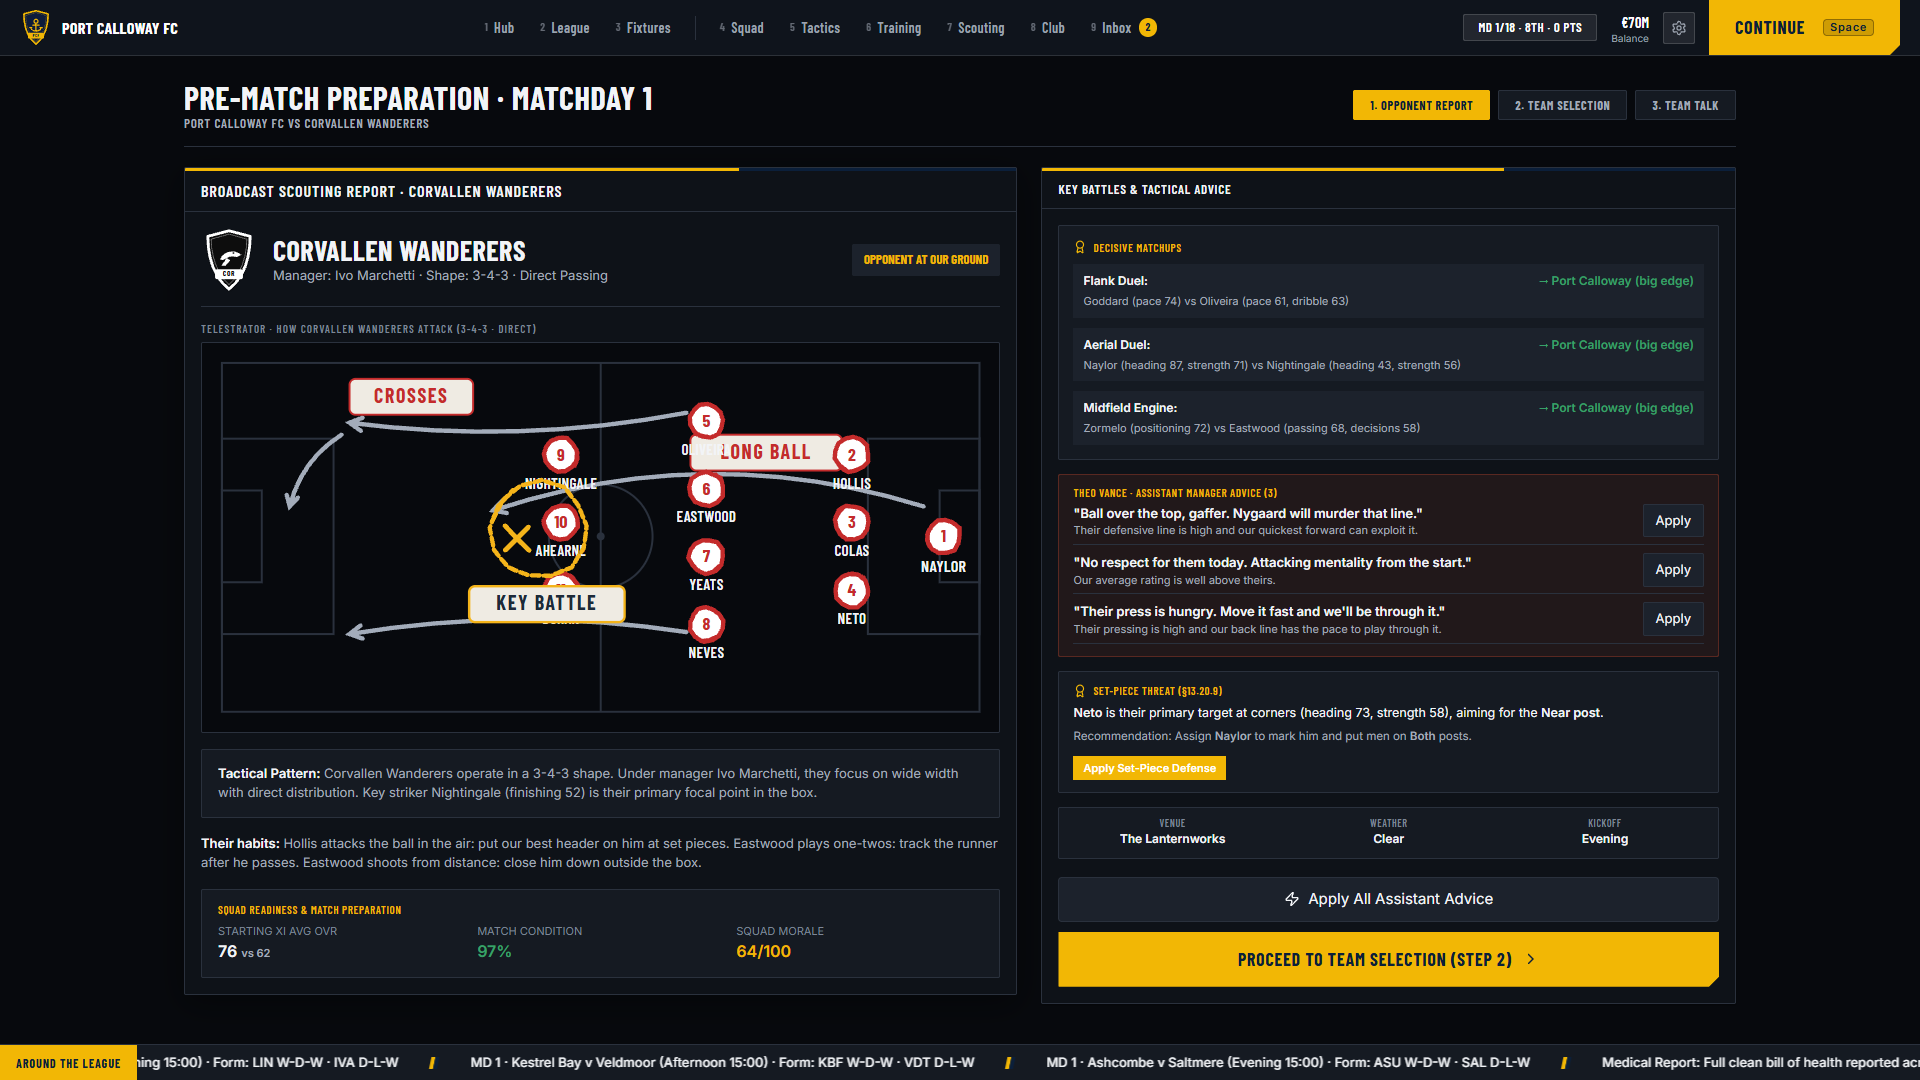 PORT CALLOWAY FC
1 Hub
2 League
3 Fixtures
4 Squad
5 Tactics
6 Training
7 Scouting
8 Club
9 Inbox 2
MD 1/18 · 8TH · 0 PTS
€70M
Balance
CONTINUE Space
PRE-MATCH PREPARATION · MATCHDAY 1
PORT CALLOWAY FC VS CORVALLEN WANDERERS
1. OPPONENT REPORT
2. TEAM SELECTION
3. TEAM TALK
BROADCAST SCOUTING REPORT · CORVALLEN WANDERERS
COR
CORVALLEN WANDERERS
Manager: Ivo Marchetti · Shape: 3-4-3 · Direct Passing
OPPONENT AT OUR GROUND
TELESTRATOR · HOW CORVALLEN WANDERERS ATTACK (3-4-3 · DIRECT)
CROSSES
5
LONG BALL
9
NIGHTINGALE
2
HOLLIS
6
EASTWOOD
10
AHEARNE
3
COLAS
1
NAYLOR
7
YEATS
4
NETO
KEY BATTLE
8
NEVES
Tactical Pattern: Corvallen Wanderers operate in a 3-4-3 shape. Under manager Ivo Marchetti, they focus on wide width
with direct distribution. Key striker Nightingale (finishing 52) is their primary focal point in the box.
Their habits: Hollis attacks the ball in the air: put our best header on him at set pieces. Eastwood plays one-twos: track the runner
after he passes. Eastwood shoots from distance: close him down outside the box.
SQUAD READINESS & MATCH PREPARATION
STARTING XI AVG OVR
76 vs 62
MATCH CONDITION
97%
SQUAD MORALE
64/100
KEY BATTLES & TACTICAL ADVICE
DECISIVE MATCHUPS
Flank Duel: → Port Calloway (big edge)
Goddard (pace 74) vs Oliveira (pace 61, dribble 63)
Aerial Duel: → Port Calloway (big edge)
Naylor (heading 87, strength 71) vs Nightingale (heading 43, strength 56)
Midfield Engine: → Port Calloway (big edge)
Zormelo (positioning 72) vs Eastwood (passing 68, decisions 58)
THEO VANCE · ASSISTANT MANAGER ADVICE (3)
"Ball over the top, gaffer. Nygaard will murder that line."
Their defensive line is high and our quickest forward can exploit it.
Apply
"No respect for them today. Attacking mentality from the start."
Our average rating is well above theirs.
Apply
"Their press is hungry. Move it fast and we'll be through it."
Their pressing is high and our back line has the pace to play through it.
Apply
SET-PIECE THREAT (§13.20.9)
Neto is their primary target at corners (heading 73, strength 58), aiming for the Near post.
Recommendation: Assign Naylor to mark him and put men on Both posts.
Apply Set-Piece Defense
VENUE
The Lanternworks
WEATHER
Clear
KICKOFF
Evening
Apply All Assistant Advice
PROCEED TO TEAM SELECTION (STEP 2)
AROUND THE LEAGUE
ning 15:00) · Form: LIN W-D-W · IVA D-L-W
MD 1 · Kestrel Bay v Veldmoor (Afternoon 15:00) · Form: KBF W-D-W · VDT D-L-W
MD 1 · Ashcombe v Saltmere (Evening 15:00) · Form: ASU W-D-W · SAL D-L-W
Medical Report: Full clean bill of health reported